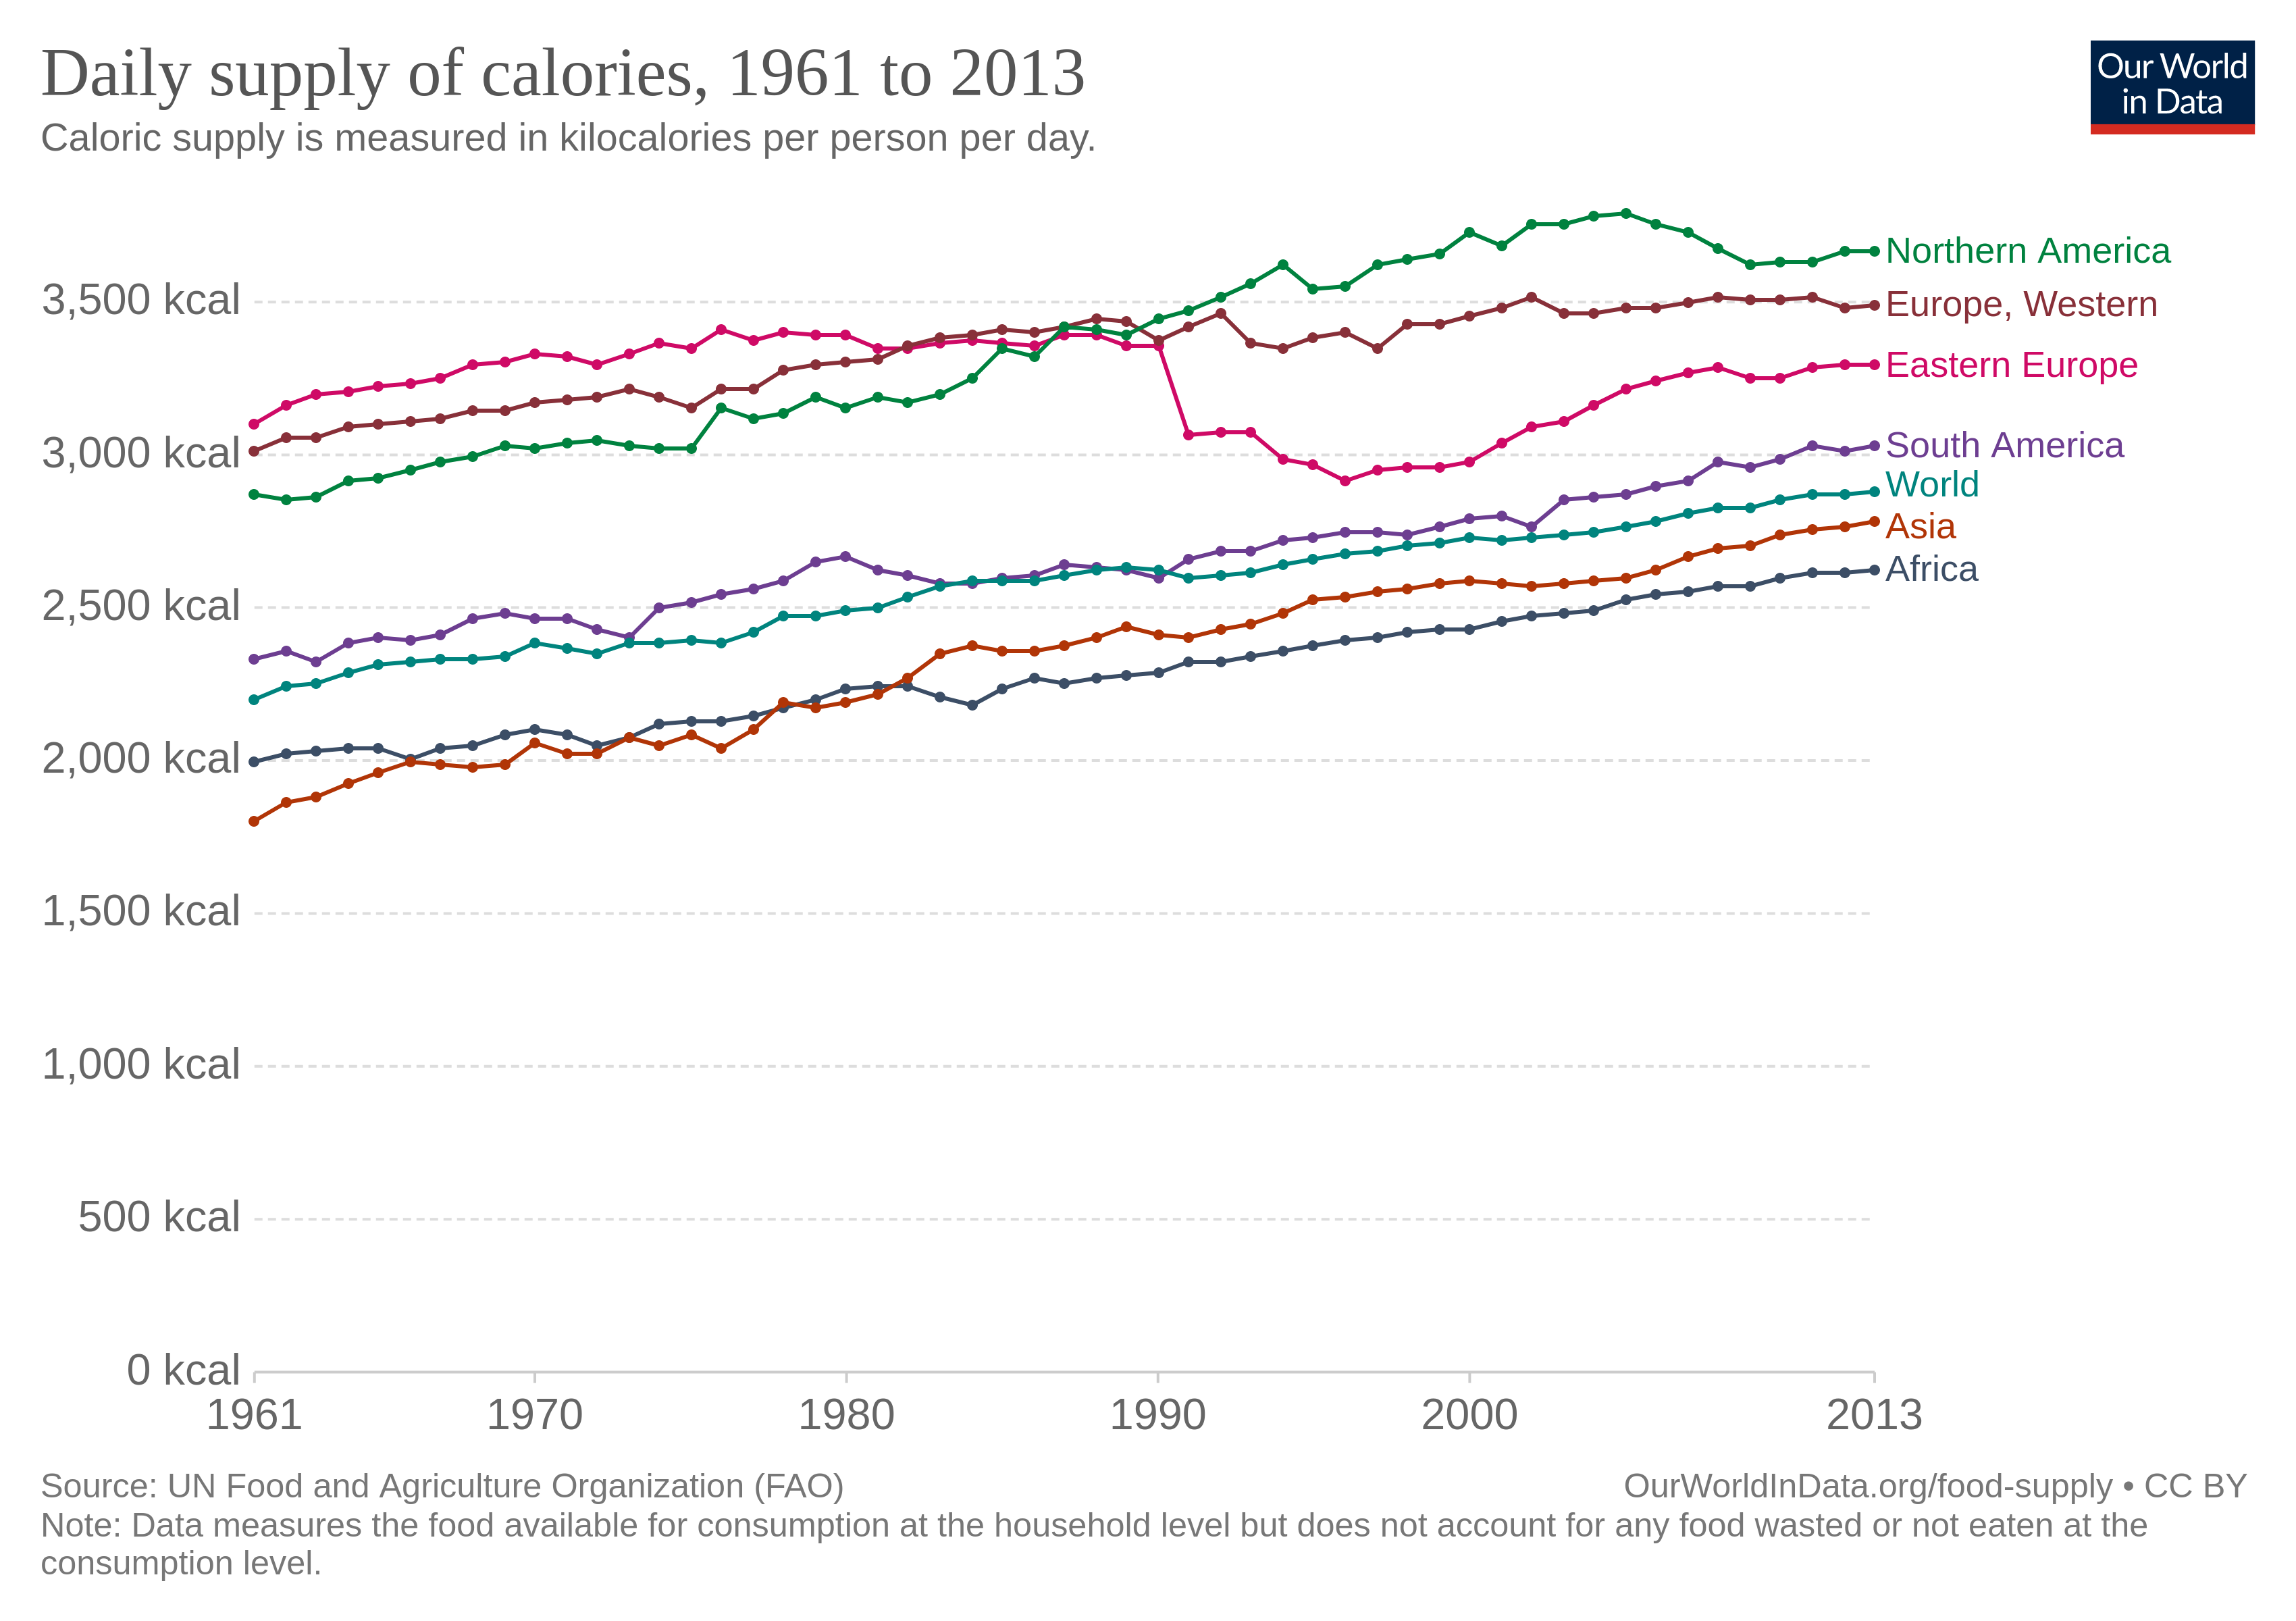 Daily supply of calories, 1961 to 2013
Caloric supply is measured in kilocalories per person per day.
Our World
in Data
3,500 kcal
3,000 kcal
2,500 kcal
2,000 kcal
1,500 kcal
1,000 kcal
500 kcal
0 kcal
Northern America
Europe, Western
Eastern Europe
South America
World
Asia
Africa
1961
1970
1980
1990
2000
2013
Source: UN Food and Agriculture Organization (FAO)
OurWorldInData.org/food-supply • CC BY
Note: Data measures the food available for consumption at the household level but does not account for any food wasted or not eaten at the
consumption level.